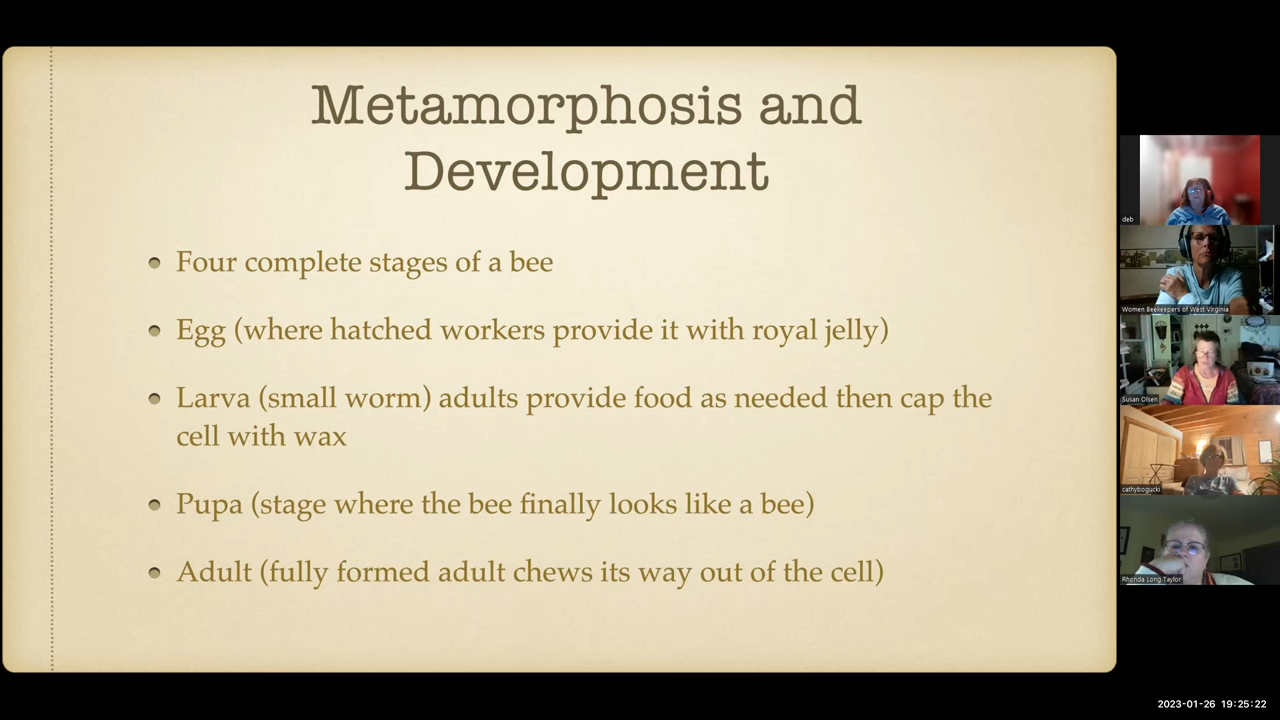 Metamorphosis and
Development
Four complete stages of a bee
Egg (where hatched workers provide it with royal jelly)
Larva (small worm) adults provide food as needed then cap the
cell with wax
Pupa (stage where the bee finally looks like a bee)
Adult (fully formed adult chews its way out of the cell)
deb
Women Beekeepers of West Virginia
Susan Olsen
cathybogucki
Rhonda Long Taylor
2023-01-26 19:25:22